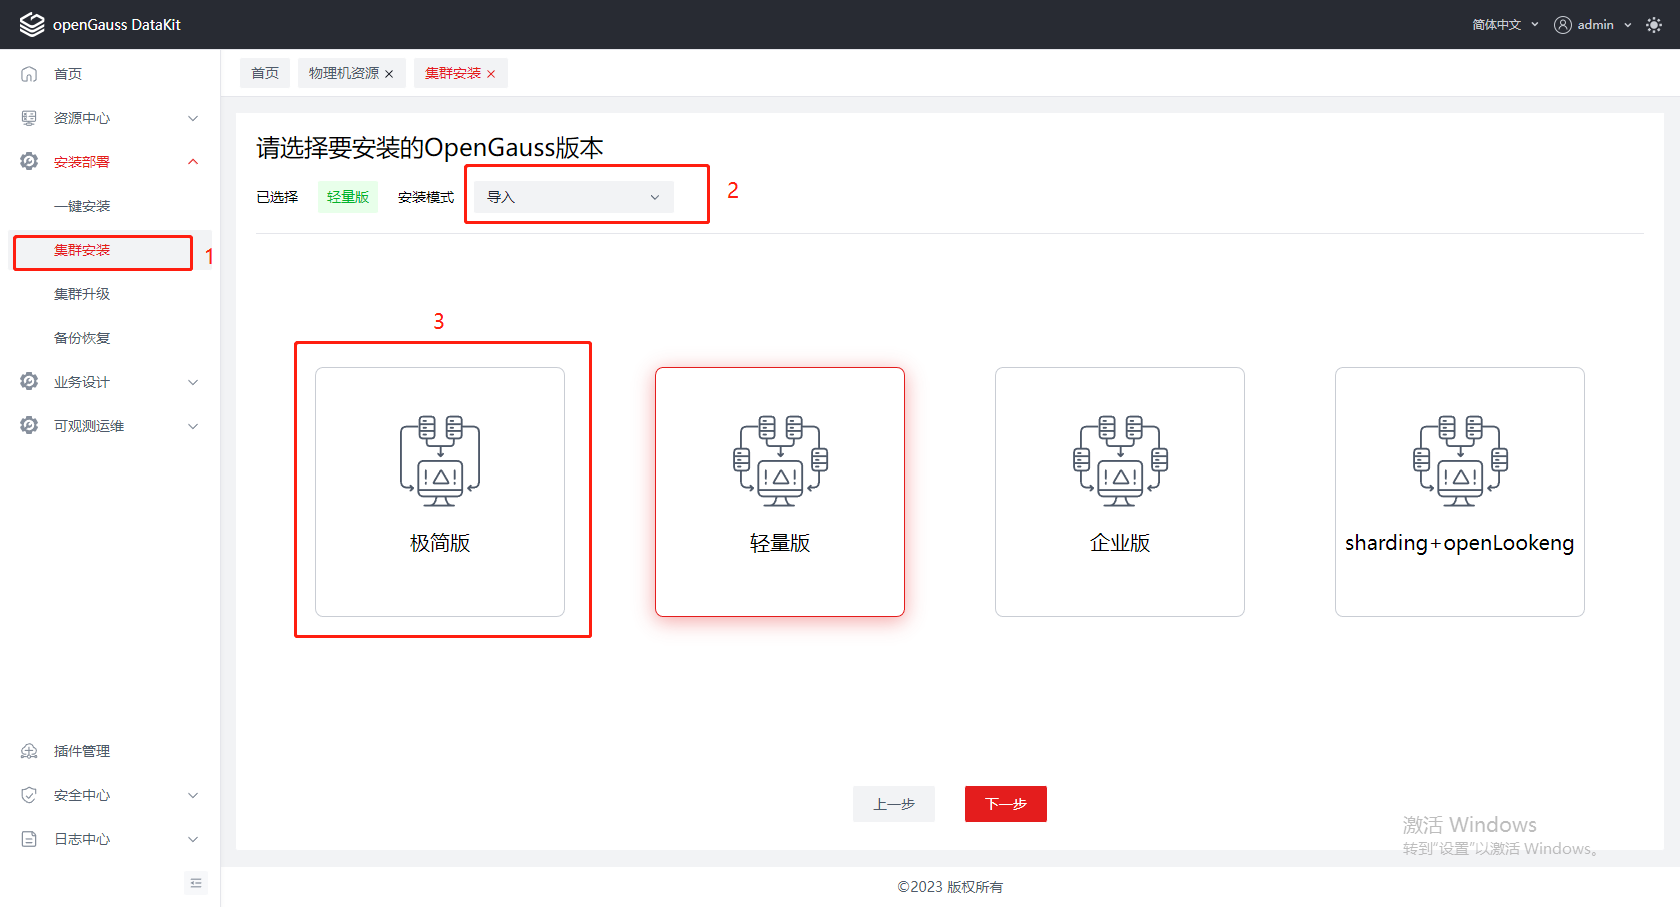 openGauss DataKit
简体中文
admin
首页
资源中心
安装部署
一键安装
集群安装
1
集群升级
备份恢复
业务设计
可观测运维
插件管理
安全中心
日志中心
首页
物理机资源 ×
集群安装 ×
请选择要安装的OpenGauss版本
已选择 轻量版 安装模式 导入
2
3
极简版
轻量版
企业版
sharding+openLookeng
上一步
下一步
激活 Windows
转到“设置”以激活 Windows。
©2023 版权所有